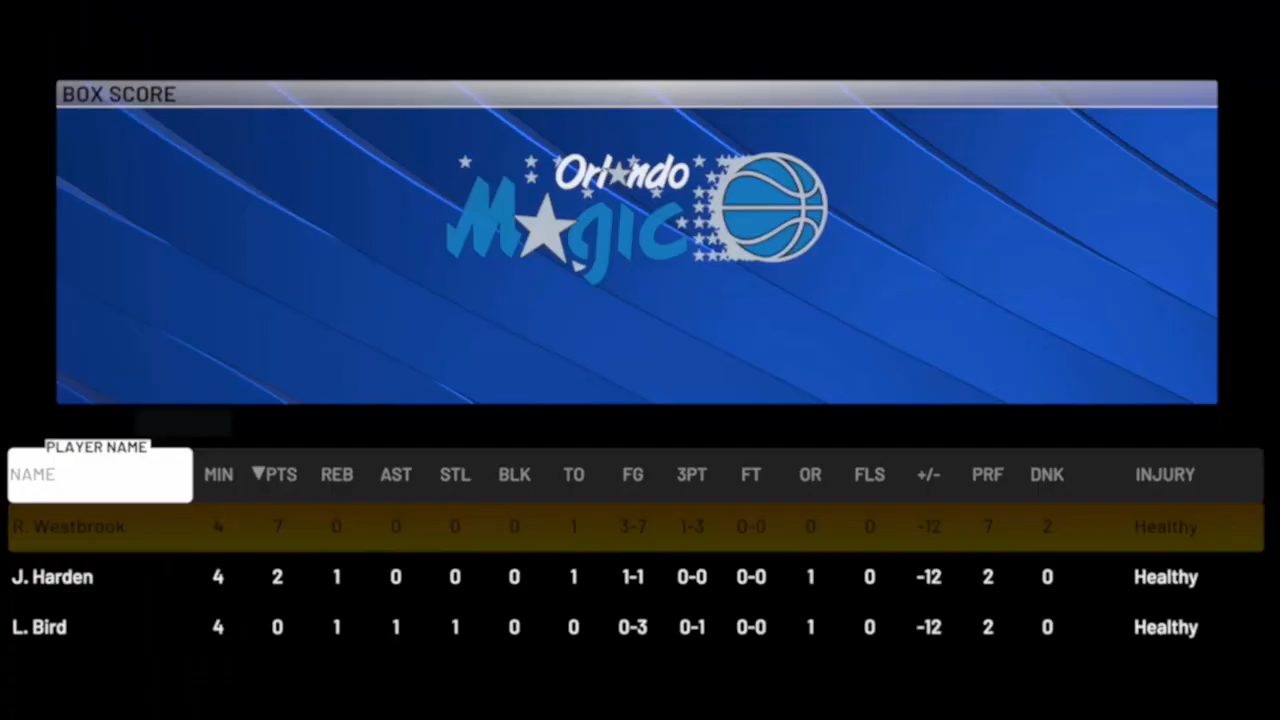 BOX SCORE
Orlando
Magic
PLAYER NAME
NAME MIN ▼PTS REB AST STL BLK TO FG 3PT FT OR FLS +/- PRF DNK INJURY
R. Westbrook 4 7 0 0 0 0 1 3-7 1-3 0-0 0 0 -12 7 2 Healthy
J. Harden 4 2 1 0 0 0 1 1-1 0-0 0-0 1 0 -12 2 0 Healthy
L. Bird 4 0 1 1 1 0 0 0-3 0-1 0-0 1 0 -12 2 0 Healthy